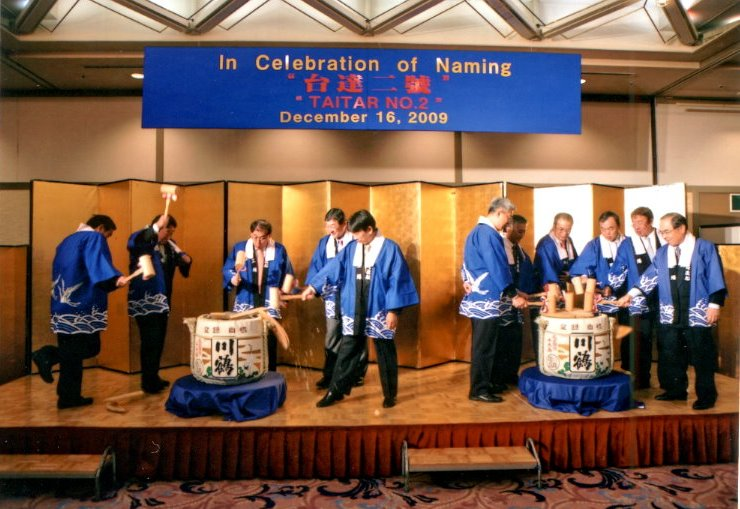 In Celebration of Naming
"台達二號"
"TAITAR NO.2"
December 16, 2009
川鶴
川鶴